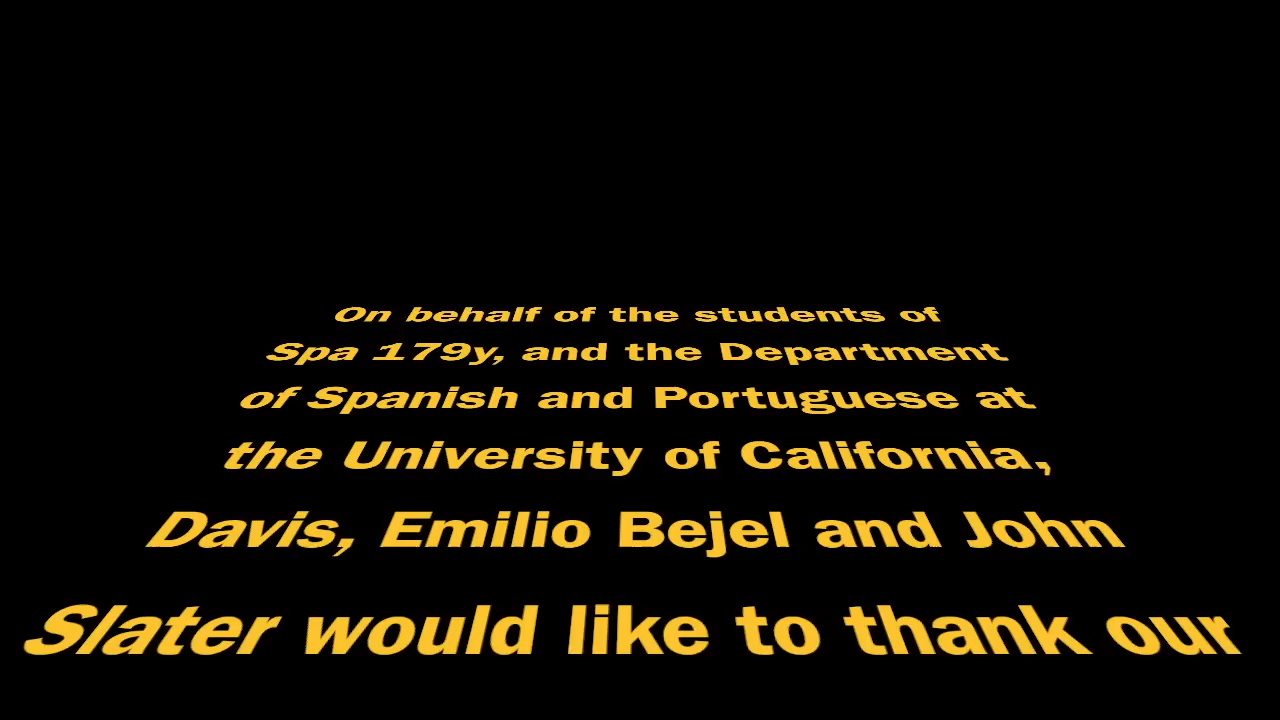 On behalf of the students of
Spa 179y, and the Department
of Spanish and Portuguese at
the University of California,
Davis, Emilio Bejel and John
Slater would like to thank our